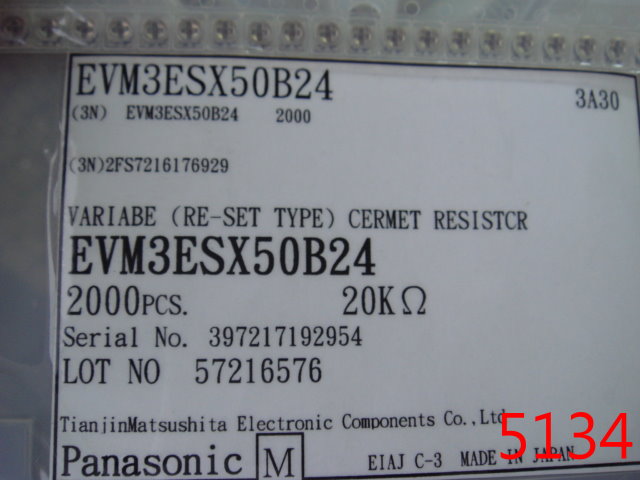 EVM3ESX50B24
3A30
(3N) EVM3ESX50B24 2000
(3N)2FS7216176929
VARIABE (RE-SET TYPE) CERMET RESISTCR
EVM3ESX50B24
2000PCS. 20KΩ
Serial No. 397217192954
LOT NO 57216576
TianjinMatsushita Electronic Components Co.,Ltd
5134
Panasonic M EIAJ C-3 MADE IN JAPAN